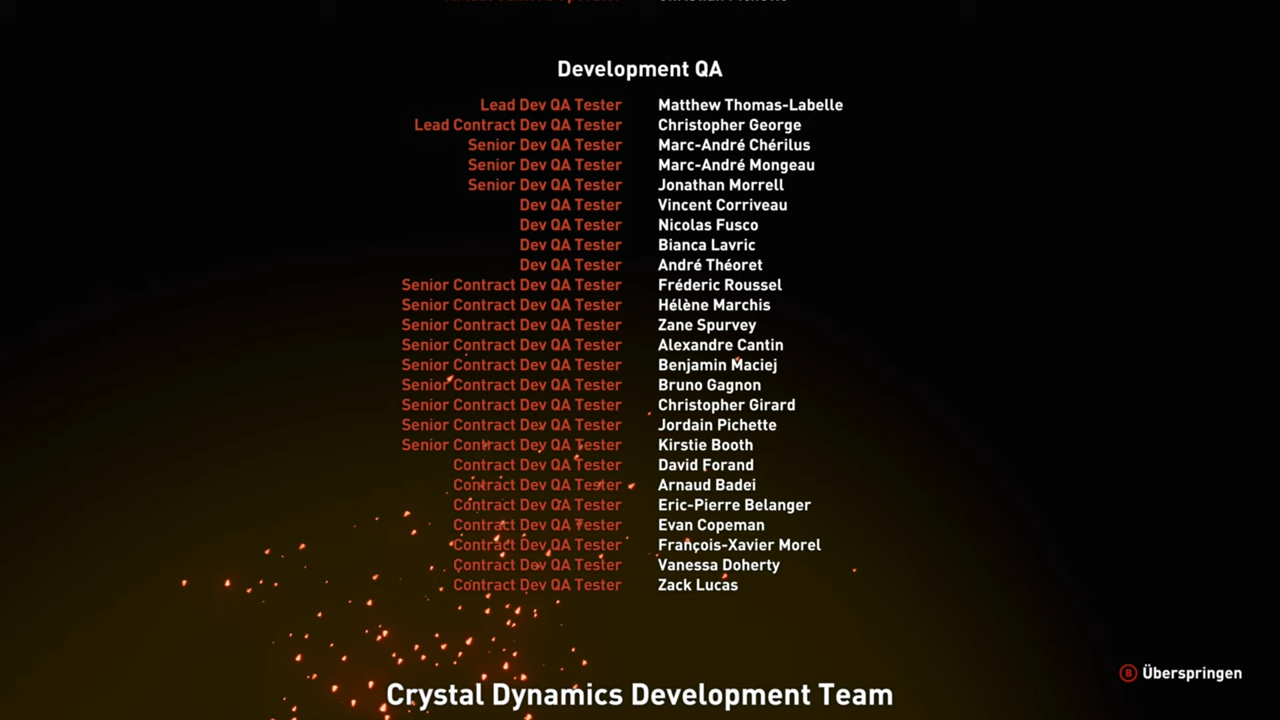 Development QA
Lead Dev QA Tester Matthew Thomas-Labelle
Lead Contract Dev QA Tester Christopher George
Senior Dev QA Tester Marc-André Chérilus
Senior Dev QA Tester Marc-André Mongeau
Senior Dev QA Tester Jonathan Morrell
Dev QA Tester Vincent Corriveau
Dev QA Tester Nicolas Fusco
Dev QA Tester Bianca Lavric
Dev QA Tester André Théoret
Senior Contract Dev QA Tester Fréderic Roussel
Senior Contract Dev QA Tester Hélène Marchis
Senior Contract Dev QA Tester Zane Spurvey
Senior Contract Dev QA Tester Alexandre Cantin
Senior Contract Dev QA Tester Benjamin Maciej
Senior Contract Dev QA Tester Bruno Gagnon
Senior Contract Dev QA Tester Christopher Girard
Senior Contract Dev QA Tester Jordain Pichette
Senior Contract Dev QA Tester Kirstie Booth
Contract Dev QA Tester David Forand
Contract Dev QA Tester Arnaud Badei
Contract Dev QA Tester Eric-Pierre Belanger
Contract Dev QA Tester Evan Copeman
Contract Dev QA Tester François-Xavier Morel
Contract Dev QA Tester Vanessa Doherty
Contract Dev QA Tester Zack Lucas
B Überspringen
Crystal Dynamics Development Team